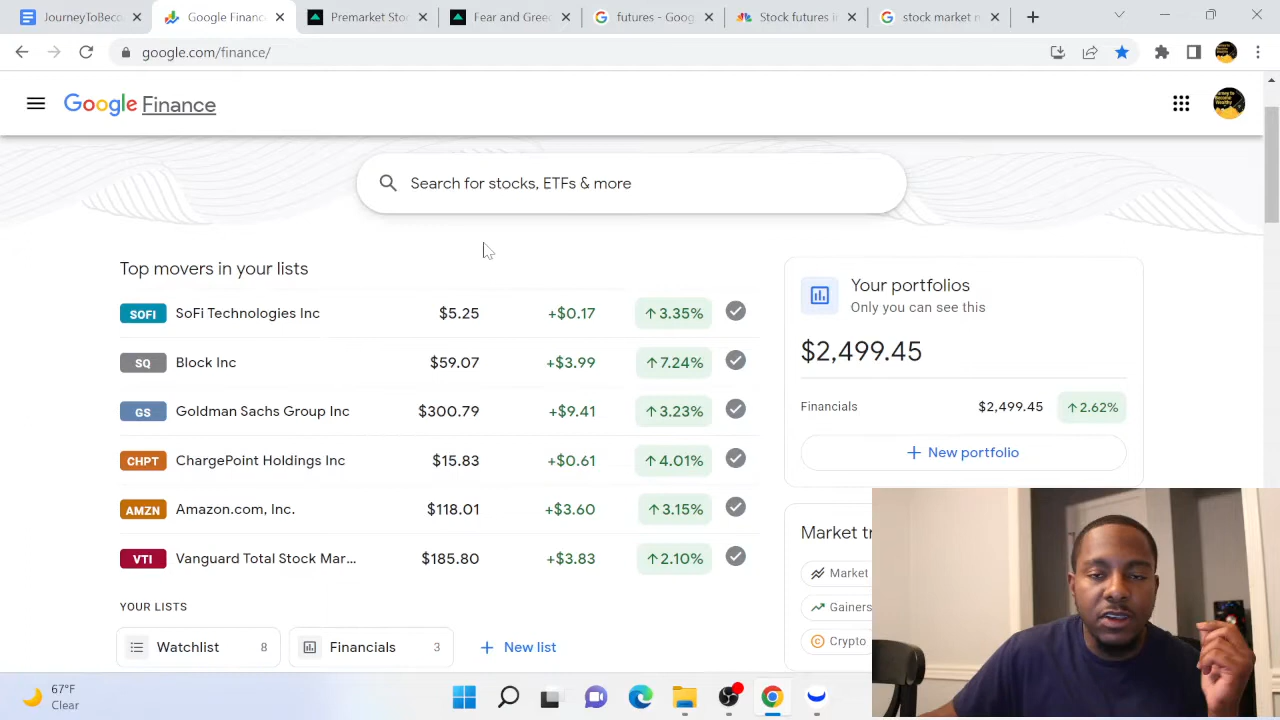 JourneyToBeco
Google Financ
Premarket Stoc
Fear and Greed
futures - Goog
Stock futures i
stock market r
google.com/finance/
Google Finance
Search for stocks, ETFs & more
Top movers in your lists
SOFI SoFi Technologies Inc $5.25 +$0.17 ↑3.35%
SQ Block Inc $59.07 +$3.99 ↑7.24%
GS Goldman Sachs Group Inc $300.79 +$9.41 ↑3.23%
CHPT ChargePoint Holdings Inc $15.83 +$0.61 ↑4.01%
AMZN Amazon.com, Inc. $118.01 +$3.60 ↑3.15%
VTI Vanguard Total Stock Mar... $185.80 +$3.83 ↑2.10%
YOUR LISTS
Watchlist 8
Financials 3
+ New list
Your portfolios
Only you can see this
$2,499.45
Financials $2,499.45 ↑2.62%
+ New portfolio
Market tr
Market
Gainers
Crypto
67°F
Clear